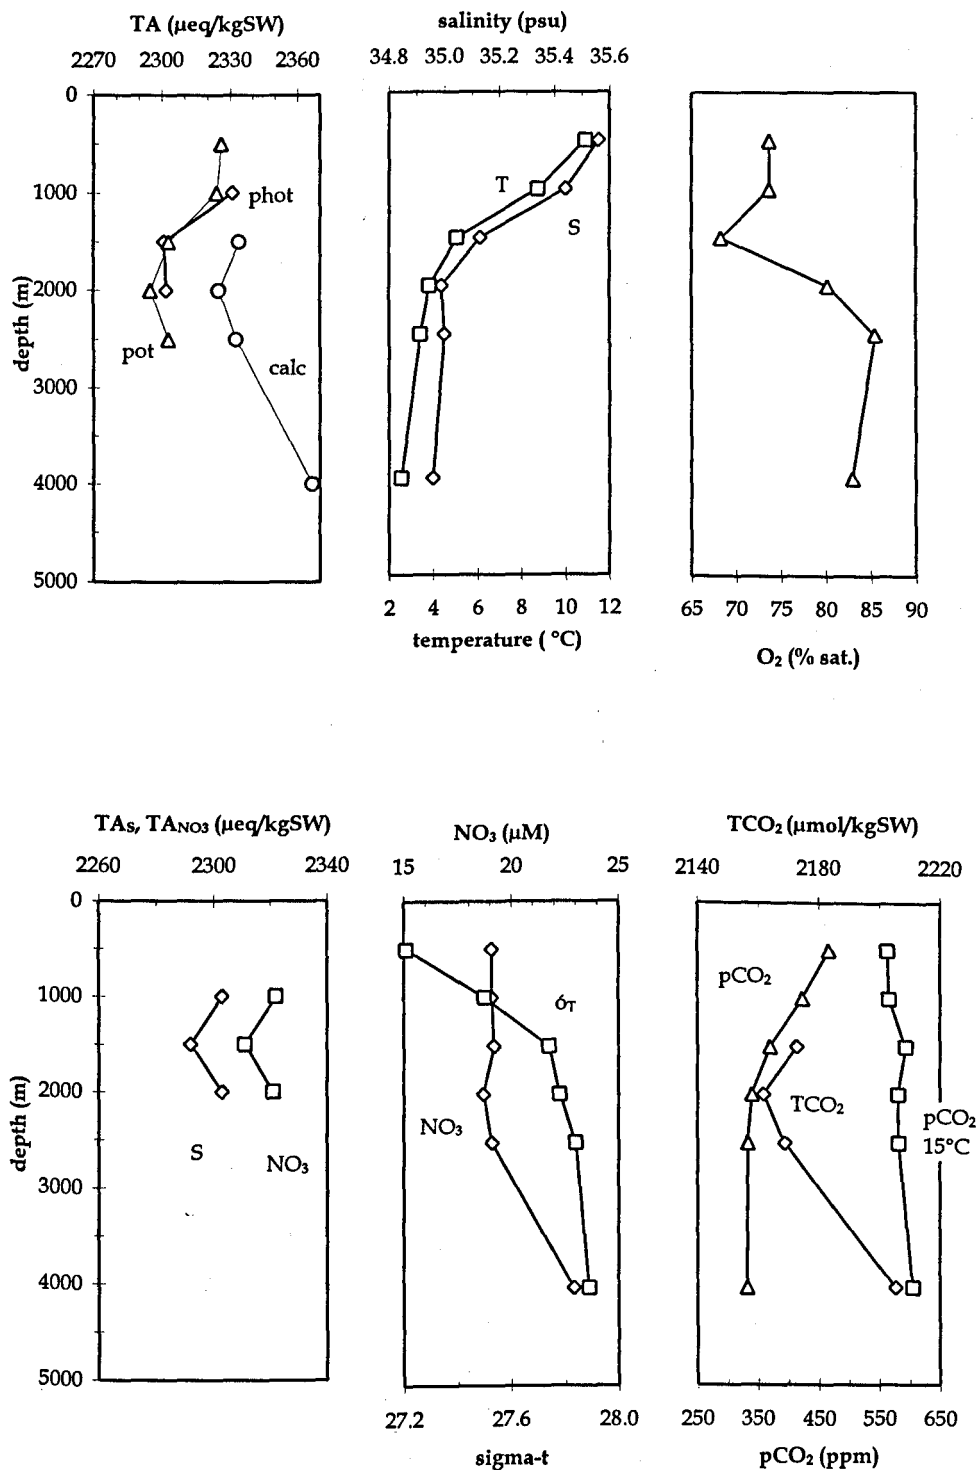 TA (µeq/kgSW)
2270 2300 2330 2360
0
1000
2000
3000
4000
5000
depth (m)
phot
pot
calc
salinity (psu)
34.8 35.0 35.2 35.4 35.6
T
S
2 4 6 8 10 12
temperature ( °C)
65 70 75 80 85 90
O₂ (% sat.)
TAS, TANO3 (µeq/kgSW)
2260 2300 2340
0
1000
2000
3000
4000
5000
depth (m)
S
NO₃
NO₃ (µM)
15 20 25
óT
NO₃
27.2 27.6 28.0
sigma-t
TCO₂ (µmol/kgSW)
2140 2180 2220
pCO₂
TCO₂
pCO₂
15°C
250 350 450 550 650
pCO₂ (ppm)